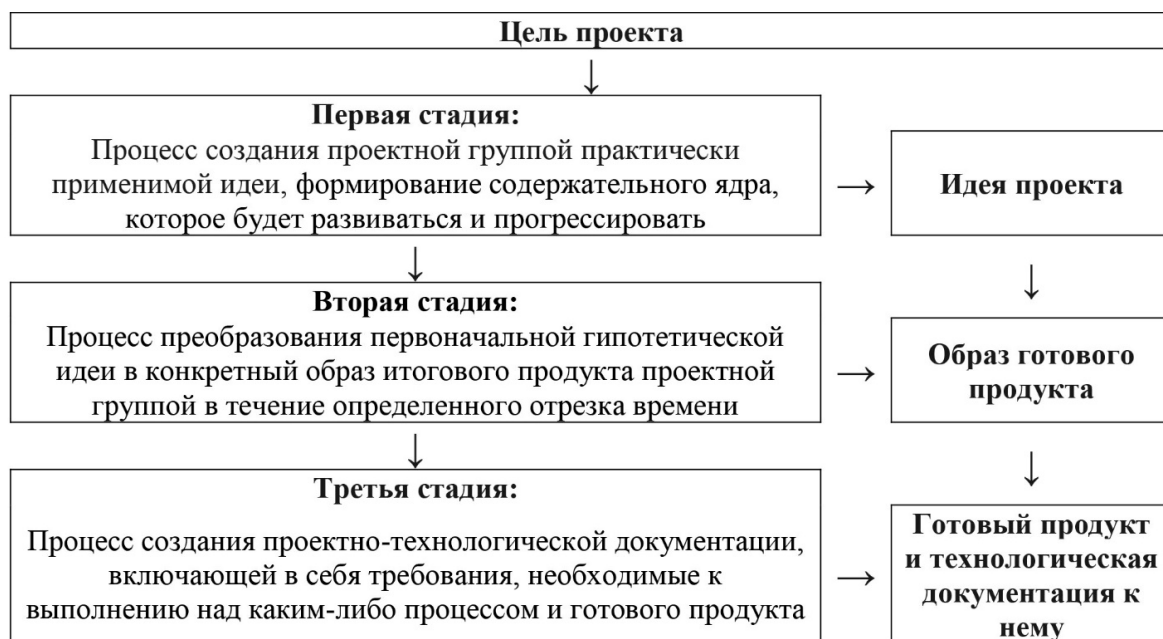 Цель проекта
↓
Первая стадия:
Процесс создания проектной группой практически
применимой идеи, формирование содержательного ядра,
которое будет развиваться и прогрессировать
→
Идея проекта
↓
↓
Вторая стадия:
Процесс преобразования первоначальной гипотетической
идеи в конкретный образ итогового продукта проектной
группой в течение определенного отрезка времени
→
Образ готового
продукта
↓
↓
Третья стадия:
Процесс создания проектно-технологической документации,
включающей в себя требования, необходимые к
выполнению над каким-либо процессом и готового продукта
→
Готовый продукт
и технологическая
документация к
нему